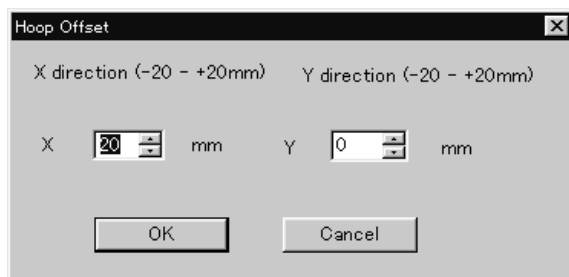 Hoop Offset
X direction (-20 - +20mm) Y direction (-20 - +20mm)
X 20 mm Y 0 mm
OK Cancel